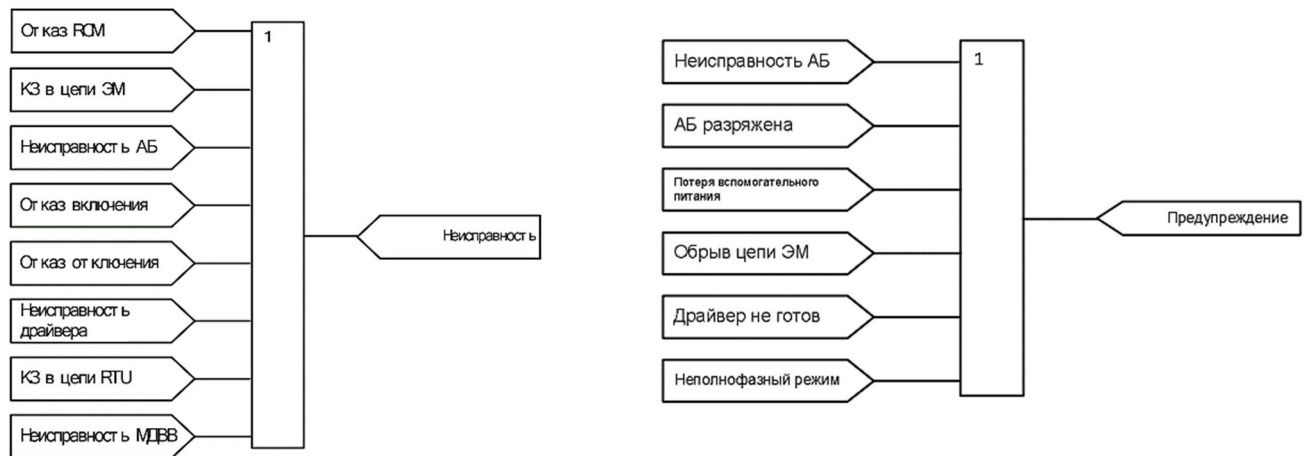 Отказ RCM
1
КЗ в цепи ЭМ
Неисправность АБ
Отказ включения
Отказ отключения
Неисправность
драйвера
КЗ в цепи RTU
Неисправность МДВВ
Неисправность
Неисправность АБ
1
АБ разряжена
Потеря вспомогательного
питания
Обрыв цепи ЭМ
Драйвер не готов
Неполнофазный режим
Предупреждение